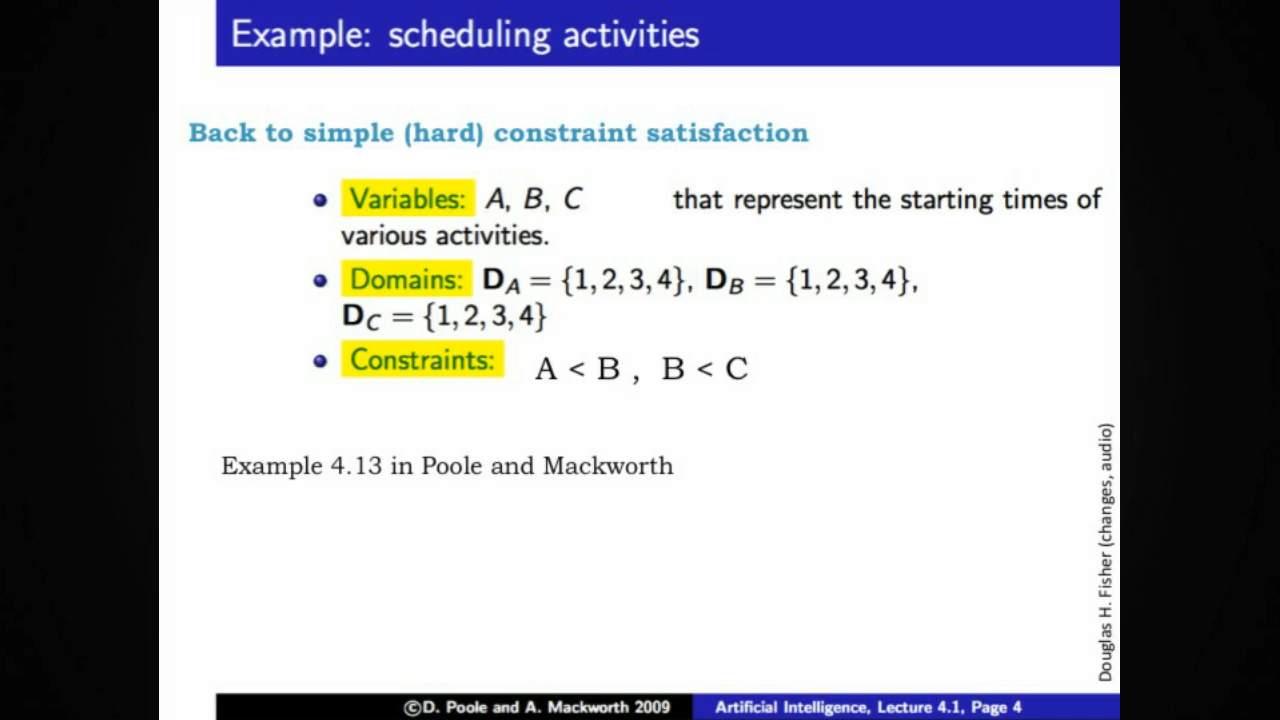 Example: scheduling activities
Back to simple (hard) constraint satisfaction
• Variables: A, B, C that represent the starting times of
various activities.
• Domains: D_A = {1, 2, 3, 4}, D_B = {1, 2, 3, 4},
D_C = {1, 2, 3, 4}
• Constraints: A < B , B < C
Example 4.13 in Poole and Mackworth
Douglas H. Fisher (changes, audio)
©D. Poole and A. Mackworth 2009 Artificial Intelligence, Lecture 4.1, Page 4